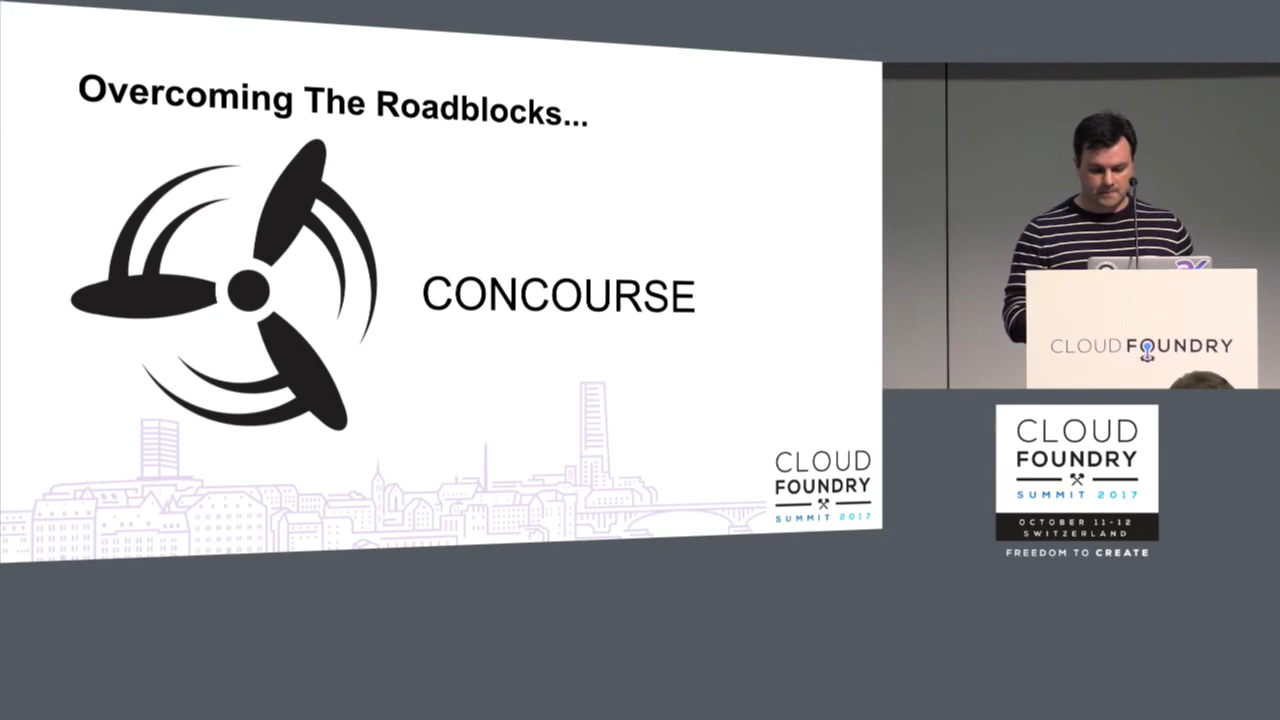 Overcoming The Roadblocks...
CONCOURSE
CLOUD
FOUNDRY
SUMMIT 2017
CLOUD FOUNDRY
CLOUD
FOUNDRY
SUMMIT 2017
OCTOBER 11-12
SWITZERLAND
FREEDOM TO CREATE